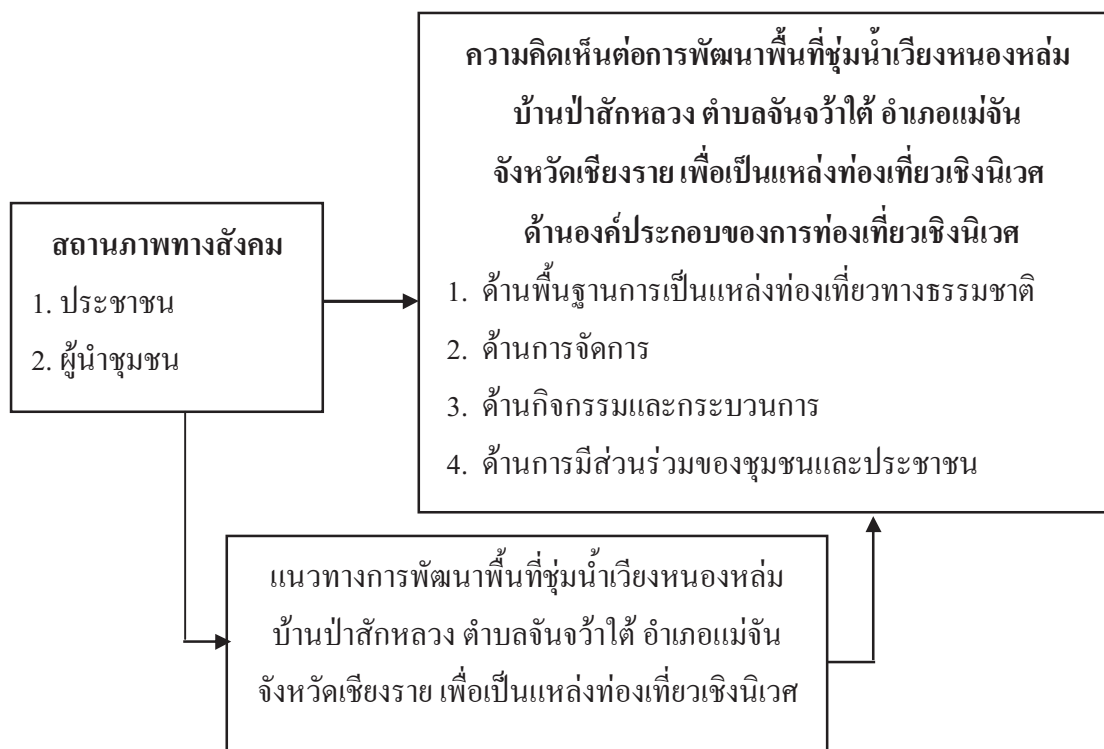 ความคิดเห็นต่อการพัฒนาพื้นที่ชุ่มน้ำเวียงหนองหล่ม
บ้านป่าสักหลวง ตำบลจันจว้าใต้ อำเภอแม่จัน
จังหวัดเชียงราย เพื่อเป็นแหล่งท่องเที่ยวเชิงนิเวศ
ด้านองค์ประกอบของการท่องเที่ยวเชิงนิเวศ
1. ด้านพื้นฐานการเป็นแหล่งท่องเที่ยวทางธรรมชาติ
2. ด้านการจัดการ
3. ด้านกิจกรรมและกระบวนการ
4. ด้านการมีส่วนร่วมของชุมชนและประชาชน
สถานภาพทางสังคม
1. ประชาชน
2. ผู้นำชุมชน
แนวทางการพัฒนาพื้นที่ชุ่มน้ำเวียงหนองหล่ม
บ้านป่าสักหลวง ตำบลจันจว้าใต้ อำเภอแม่จัน
จังหวัดเชียงราย เพื่อเป็นแหล่งท่องเที่ยวเชิงนิเวศ